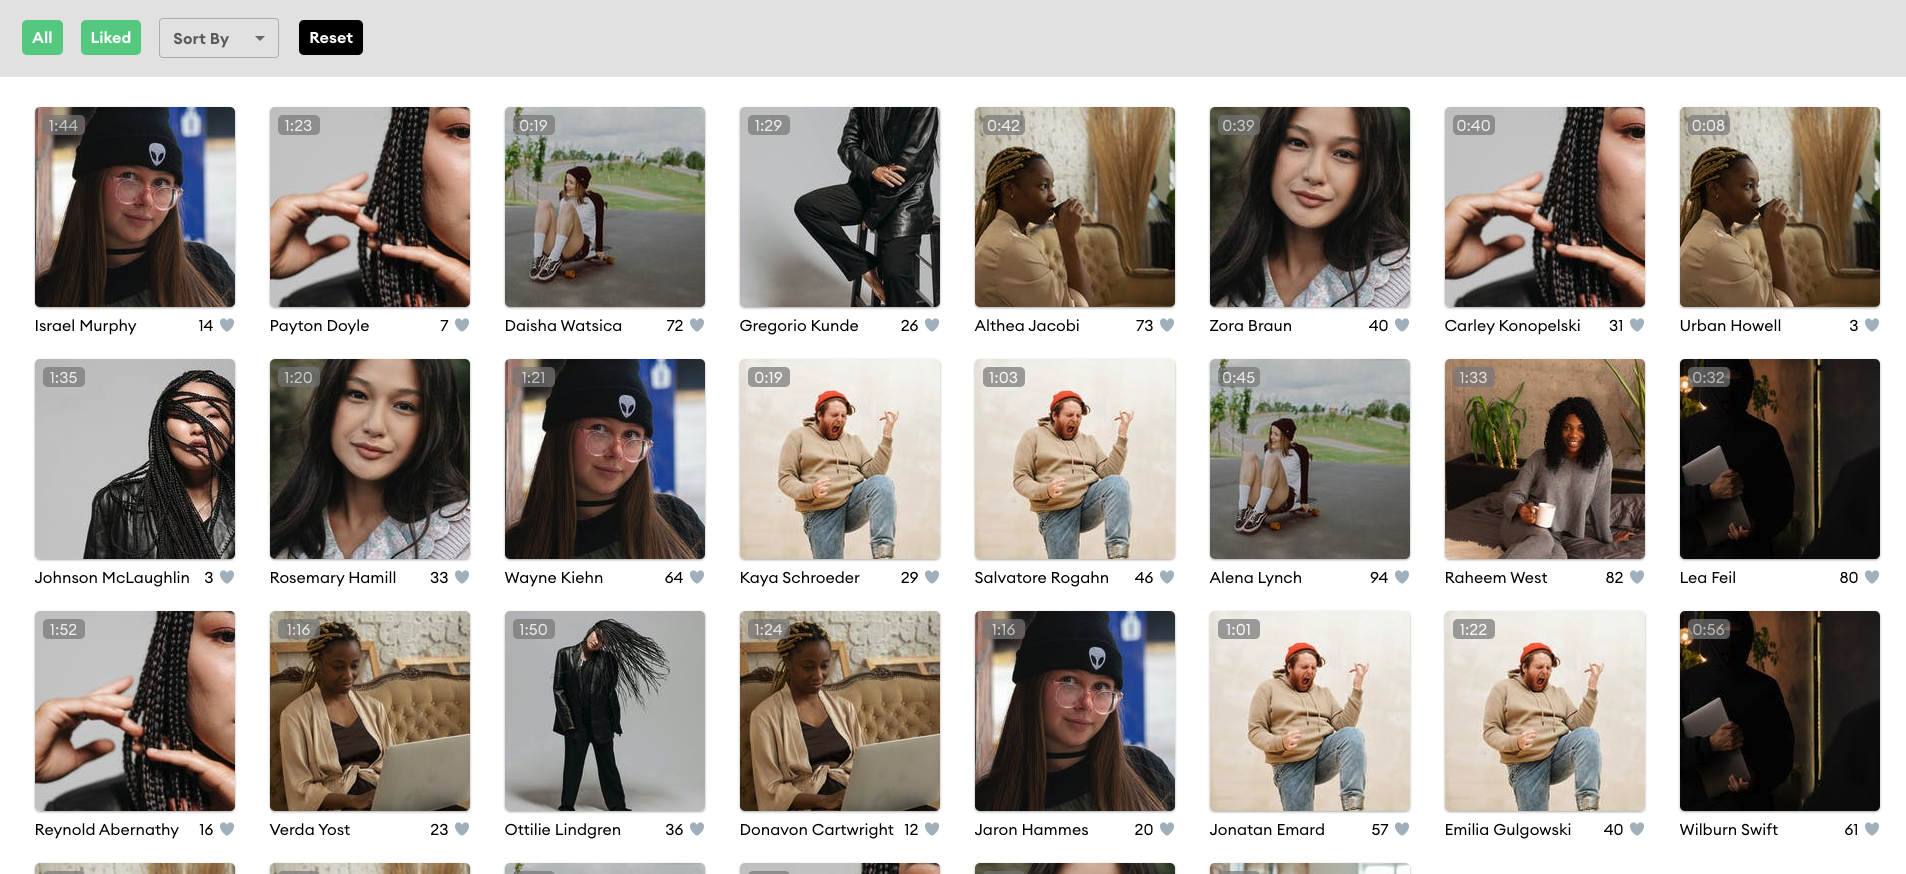 All Liked Sort By Reset
1:44 1:23 0:19 1:29 0:42 0:39 0:40 0:08
Israel Murphy 14 Payton Doyle 7 Daisha Watsica 72 Gregorio Kunde 26 Althea Jacobi 73 Zora Braun 40 Carley Konopelski 31 Urban Howell 3
1:35 1:20 1:21 0:19 1:03 0:45 1:33 0:32
Johnson McLaughlin 3 Rosemary Hamill 33 Wayne Kiehn 64 Kaya Schroeder 29 Salvatore Rogahn 46 Alena Lynch 94 Raheem West 82 Lea Feil 80
1:52 1:16 1:50 1:24 1:16 1:01 1:22 0:56
Reynold Abernathy 16 Verda Yost 23 Ottilie Lindgren 36 Donavon Cartwright 12 Jaron Hammes 20 Jonatan Emard 57 Emilia Gulgowski 40 Wilburn Swift 61